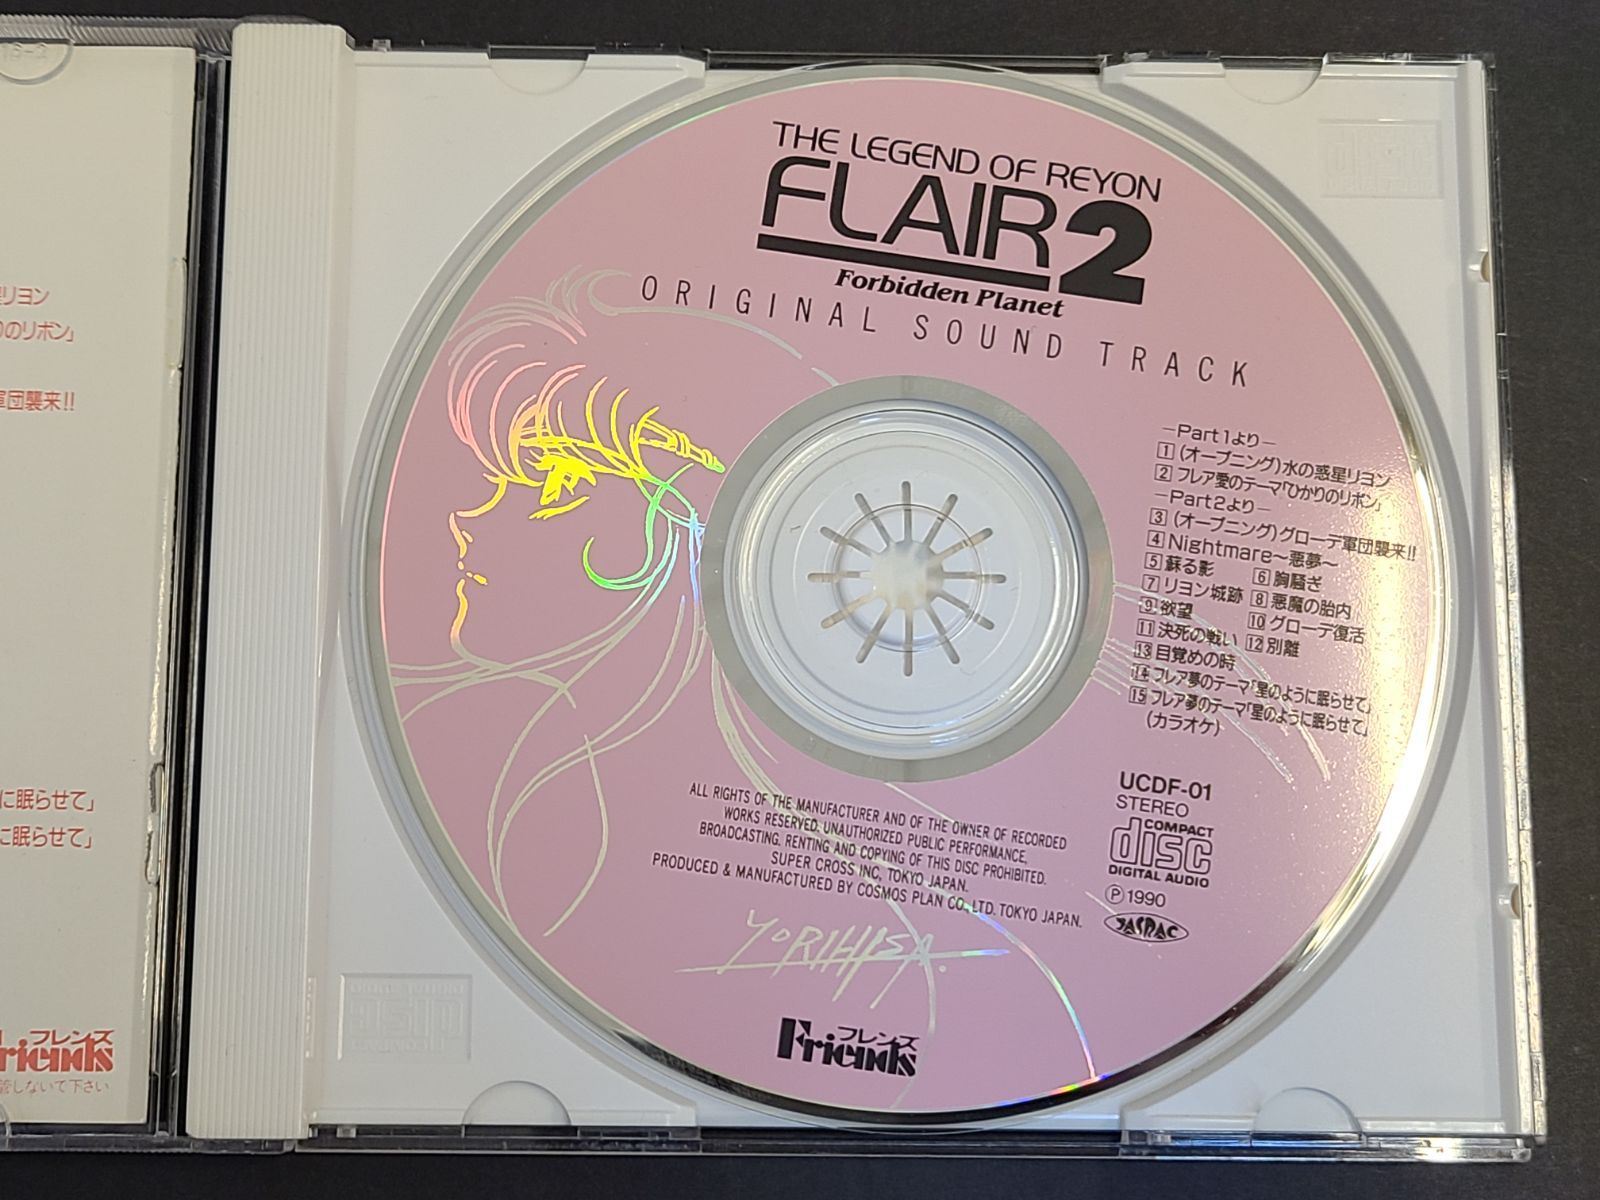 リヨン
のリボン」
軍団襲来!!
に眠らせて」
に眠らせて」
フレンズ
Friends
しないで下さい
THE LEGEND OF REYON
FLAIR2
Forbidden Planet
ORIGINAL SOUND TRACK
—Part1より—
1 (オープニング)水の惑星リヨン
2 フレア愛のテーマ「ひかりのリボン」
—Part2より—
3 (オープニング)グローデ軍団襲来!!
4 Nightmare〜悪夢〜
5 蘇る影 6 胸騒ぎ
7 リヨン城跡 8 悪魔の胎内
9 欲望 10 グローデ復活
11 決死の戦い 12 別離
13 目覚めの時
14 フレア夢のテーマ「星のように眠らせて」
15 フレア夢のテーマ「星のように眠らせて」
(カラオケ)
UCDF-01
STEREO
COMPACT
disc
DIGITAL AUDIO
Ⓟ1990
JASRAC
ALL RIGHTS OF THE MANUFACTURER AND OF THE OWNER OF RECORDED
WORKS RESERVED. UNAUTHORIZED PUBLIC PERFORMANCE,
BROADCASTING, RENTING AND COPYING OF THIS DISC PROHIBITED.
SUPER CROSS INC, TOKYO JAPAN.
PRODUCED & MANUFACTURED BY COSMOS PLAN CO., LTD. TOKYO JAPAN.
YORIHISA.
フレンズ
Friends